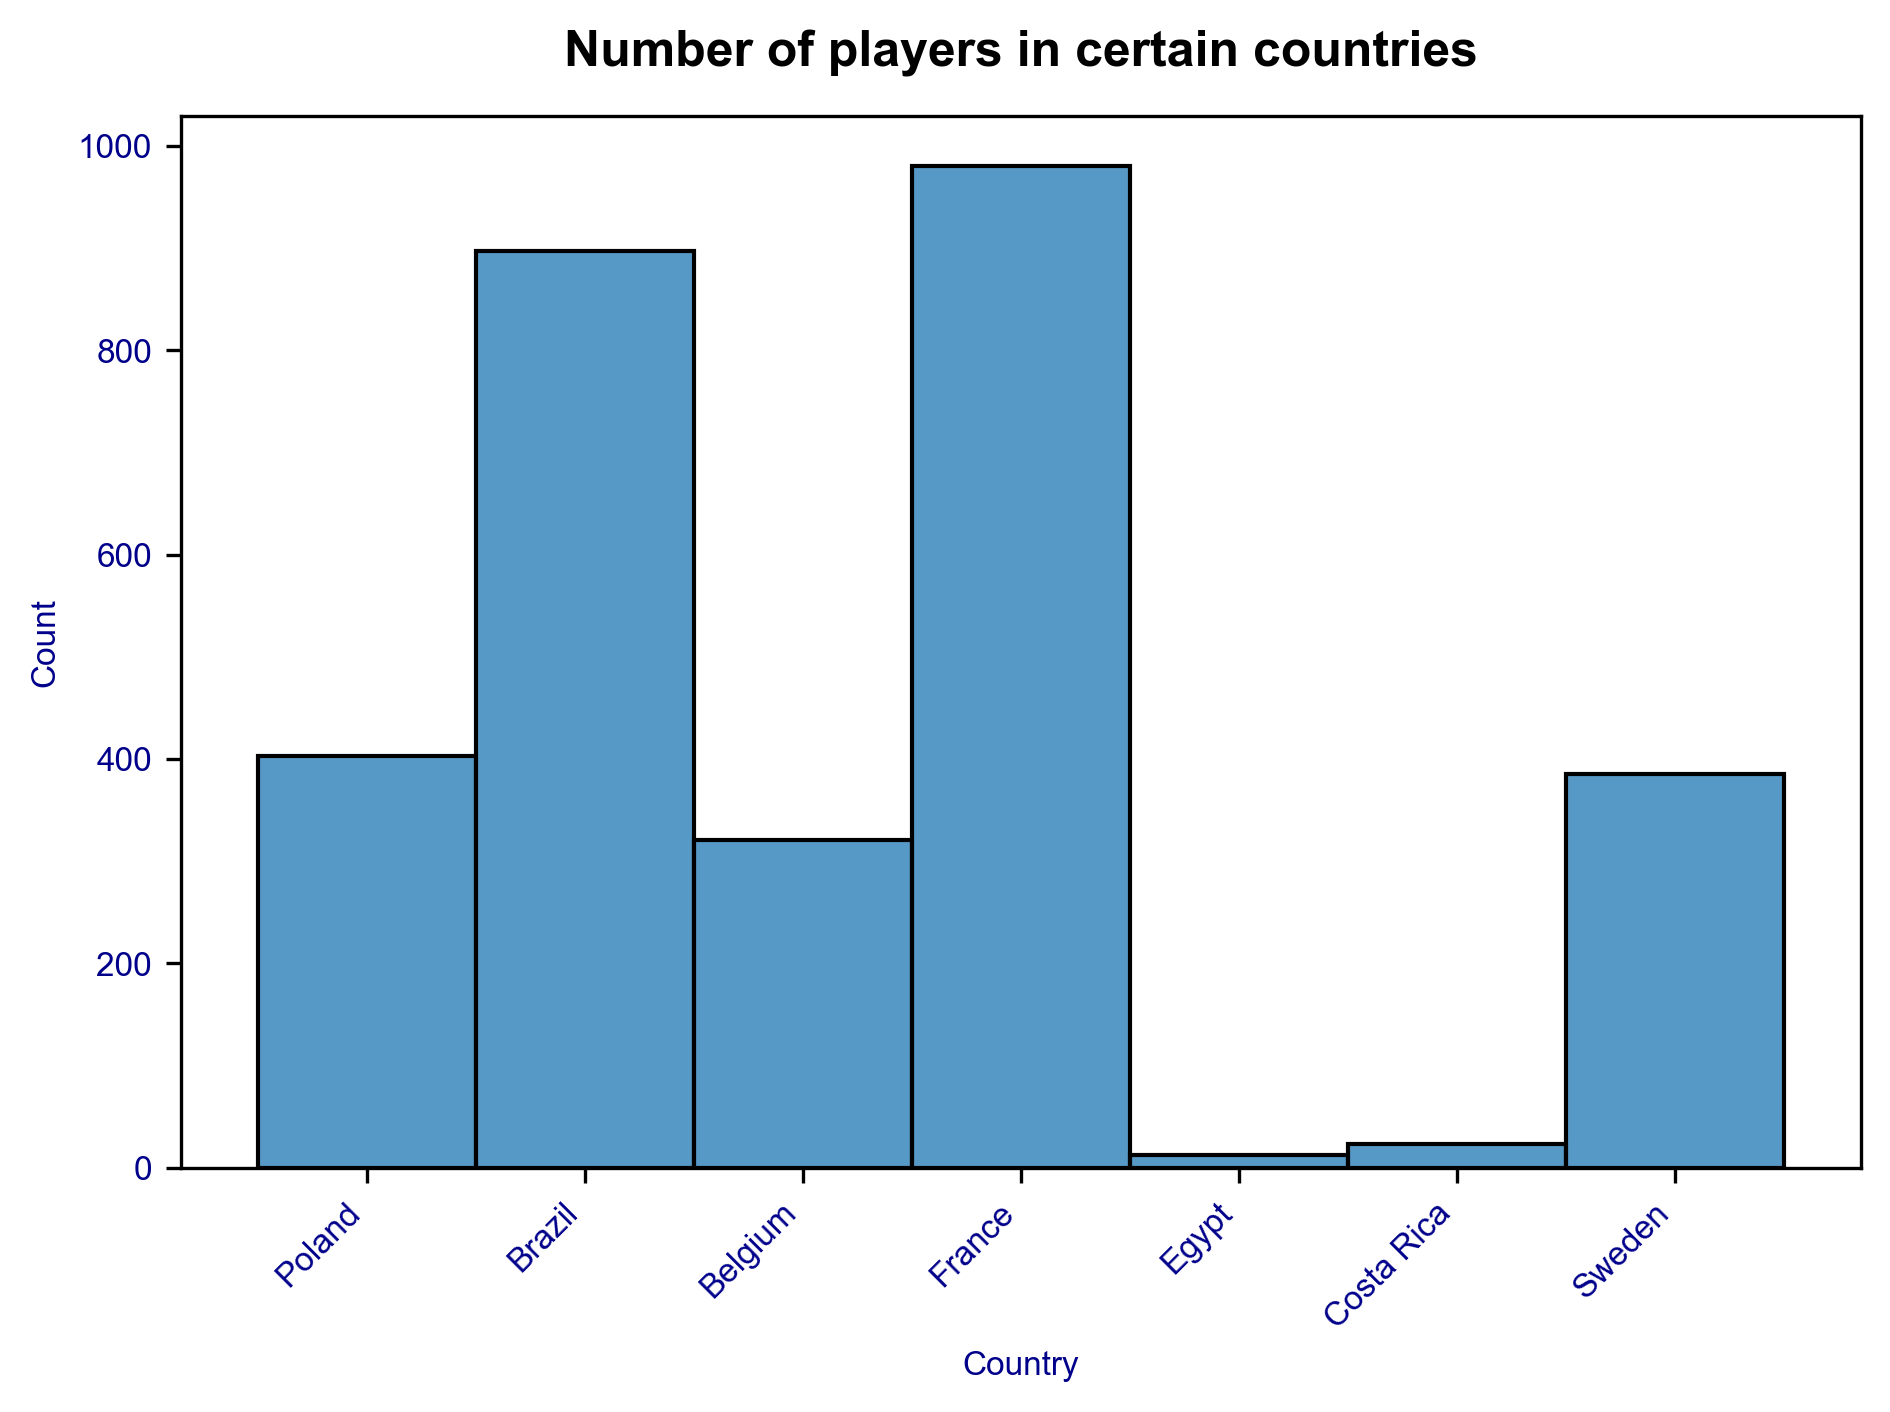 Number of players in certain countries
1000
800
600
400
200
0
Count
Poland
Brazil
Belgium
France
Egypt
Costa Rica
Sweden
Country